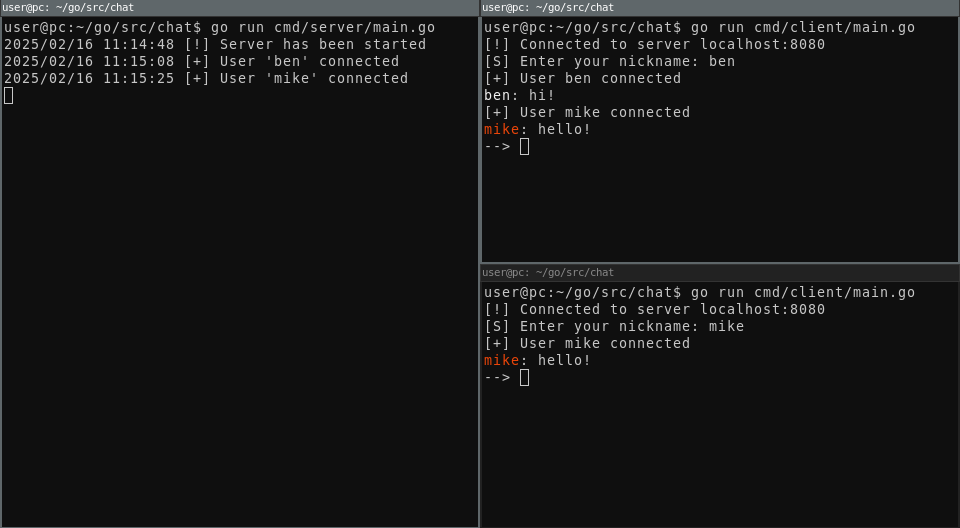 user@pc: ~/go/src/chat
user@pc:~/go/src/chat$ go run cmd/server/main.go
2025/02/16 11:14:48 [!] Server has been started
2025/02/16 11:15:08 [+] User 'ben' connected
2025/02/16 11:15:25 [+] User 'mike' connected
user@pc: ~/go/src/chat
user@pc:~/go/src/chat$ go run cmd/client/main.go
[!] Connected to server localhost:8080
[S] Enter your nickname: ben
[+] User ben connected
ben: hi!
[+] User mike connected
mike: hello!
-->
user@pc: ~/go/src/chat
user@pc:~/go/src/chat$ go run cmd/client/main.go
[!] Connected to server localhost:8080
[S] Enter your nickname: mike
[+] User mike connected
mike: hello!
-->